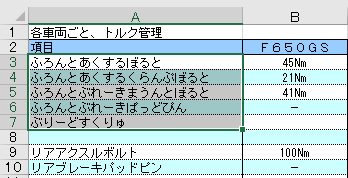 A B
1 各車両ごと、トルク管理
2 項目 F650GS
3 ふろんとあくするぼると 45Nm
4 ふろんとあくするくらんぷぼると 21Nm
5 ふろんとぶれーきまうんとぼると 41Nm
6 ふろんとぶれーきぱっどぴん －
7 ぶりーどすくりゅ
8
9 リアアクスルボルト 100Nm
10 リアブレーキパッドピン －